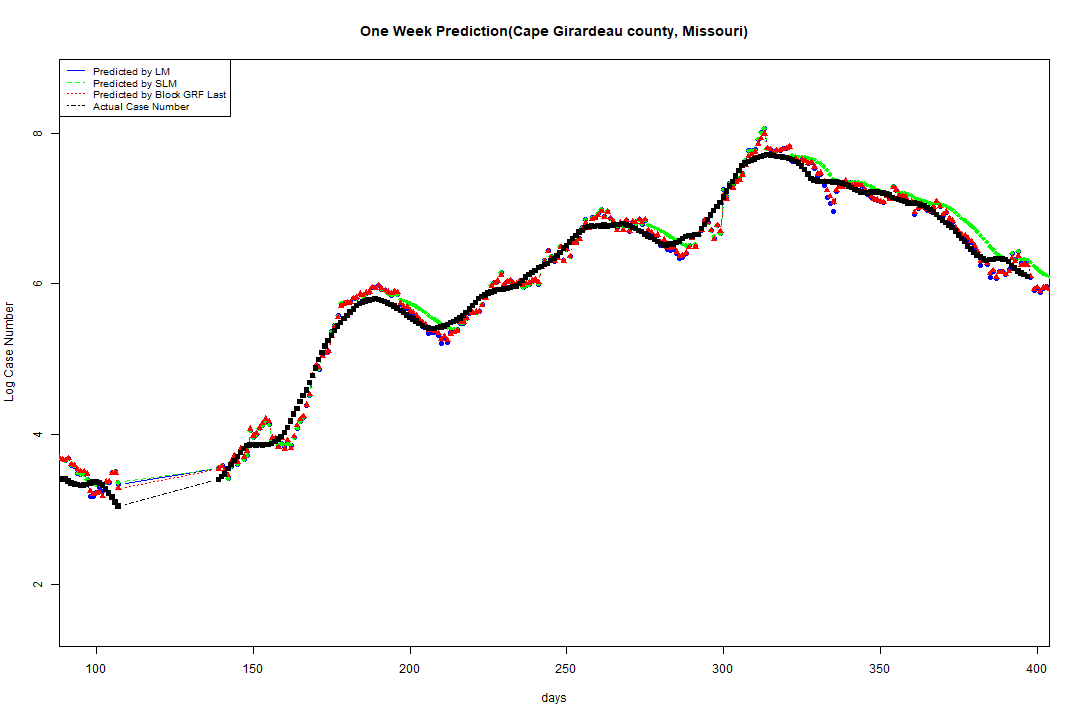 One Week Prediction(Cape Girardeau county, Missouri)
Predicted by LM
Predicted by SLM
Predicted by Block GRF Last
Actual Case Number
8
6
4
2
Log Case Number
100 150 200 250 300 350 400
days